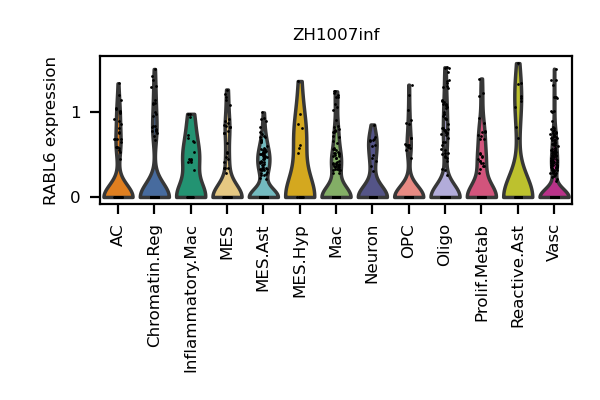 ZH1007inf
RABL6 expression
1
0
AC
Chromatin.Reg
Inflammatory.Mac
MES
MES.Ast
MES.Hyp
Mac
Neuron
OPC
Oligo
Prolif.Metab
Reactive.Ast
Vasc